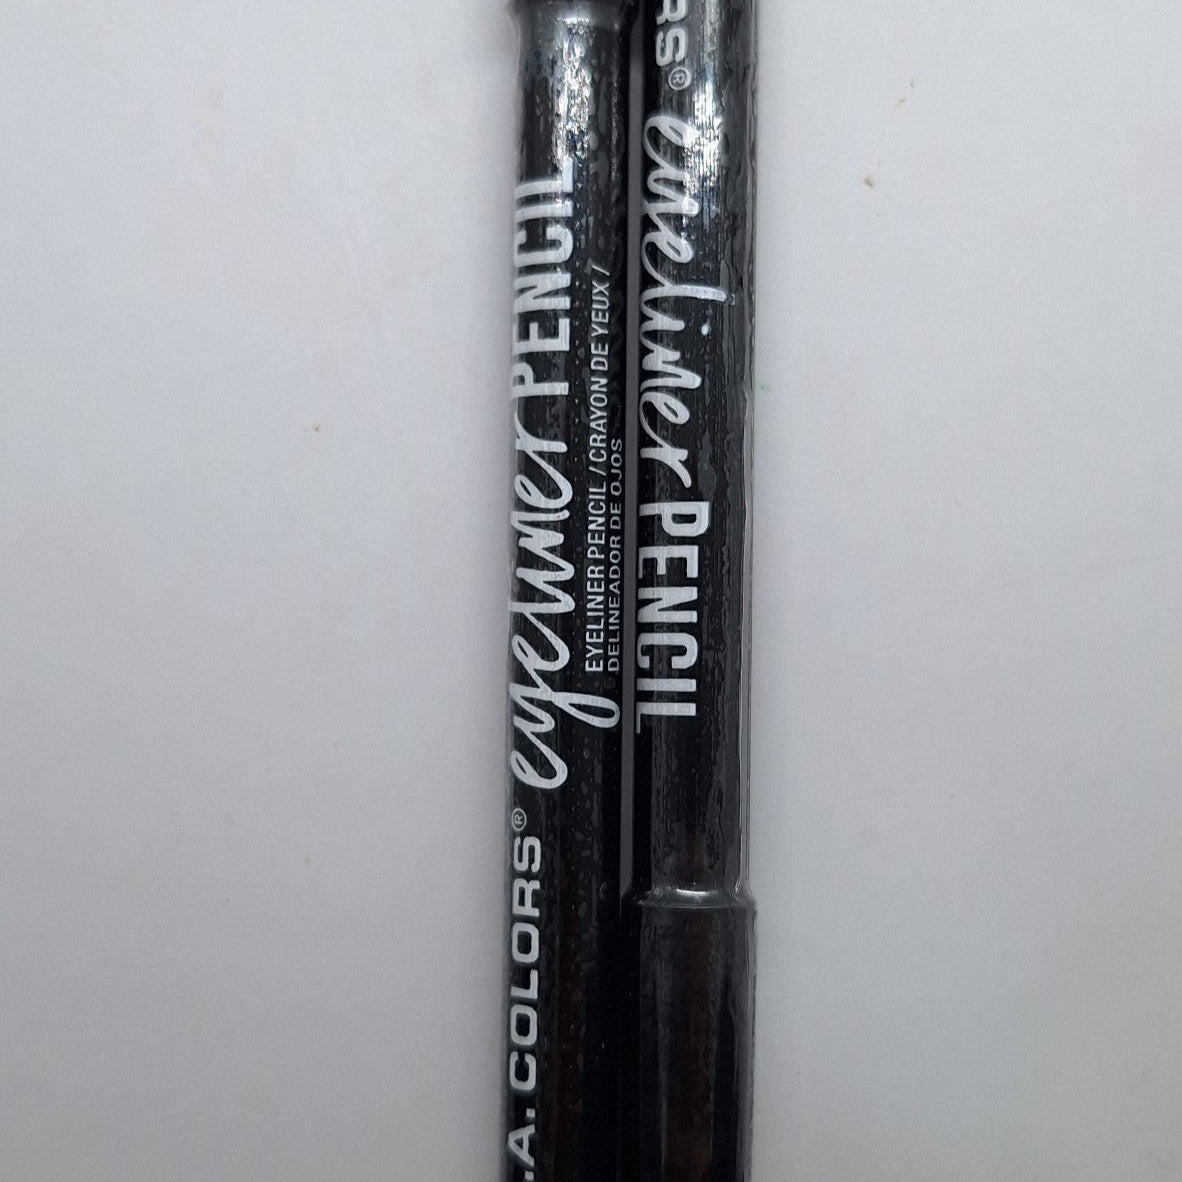 .A. COLORS® eyeliner PENCIL
EYELINER PENCIL / CRAYON DE YEUX /
DELINEADOR DE OJOS
RS® eyeliner PENCIL